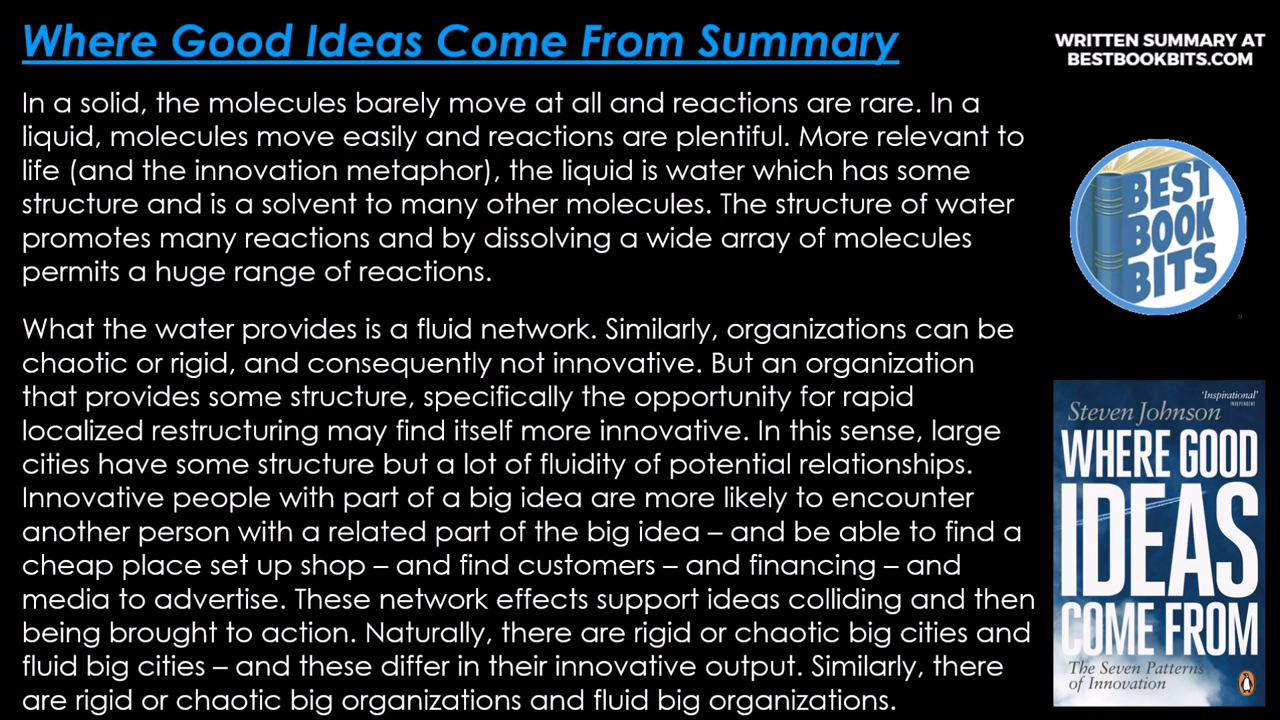 Where Good Ideas Come From Summary
WRITTEN SUMMARY AT
BESTBOOKBITS.COM
In a solid, the molecules barely move at all and reactions are rare. In a
liquid, molecules move easily and reactions are plentiful. More relevant to
life (and the innovation metaphor), the liquid is water which has some
structure and is a solvent to many other molecules. The structure of water
promotes many reactions and by dissolving a wide array of molecules
permits a huge range of reactions.
What the water provides is a fluid network. Similarly, organizations can be
chaotic or rigid, and consequently not innovative. But an organization
that provides some structure, specifically the opportunity for rapid
localized restructuring may find itself more innovative. In this sense, large
cities have some structure but a lot of fluidity of potential relationships.
Innovative people with part of a big idea are more likely to encounter
another person with a related part of the big idea – and be able to find a
cheap place set up shop – and find customers – and financing – and
media to advertise. These network effects support ideas colliding and then
being brought to action. Naturally, there are rigid or chaotic big cities and
fluid big cities – and these differ in their innovative output. Similarly, there
are rigid or chaotic big organizations and fluid big organizations.
BEST
BOOK
BITS
'Inspirational'
INDEPENDENT
Steven Johnson
WHERE GOOD
IDEAS
COME FROM
The Seven Patterns
of Innovation